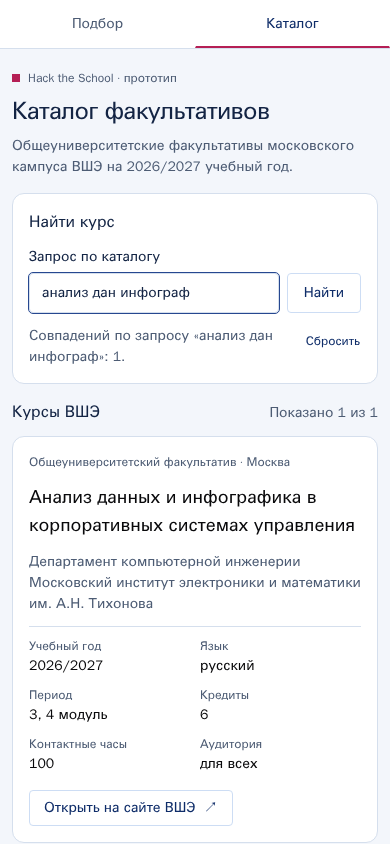 Подбор
Каталог
Hack the School · прототип
Каталог факультативов
Общеуниверситетские факультативы московского
кампуса ВШЭ на 2026/2027 учебный год.
Найти курс
Запрос по каталогу
анализ дан инфограф
Найти
Совпадений по запросу «анализ дан
инфограф»: 1.
Сбросить
Курсы ВШЭ
Показано 1 из 1
Общеуниверситетский факультатив · Москва
Анализ данных и инфографика в
корпоративных системах управления
Департамент компьютерной инженерии
Московский институт электроники и математики
им. А.Н. Тихонова
Учебный год
2026/2027
Язык
русский
Период
3, 4 модуль
Кредиты
6
Контактные часы
100
Аудитория
для всех
Открыть на сайте ВШЭ ↗